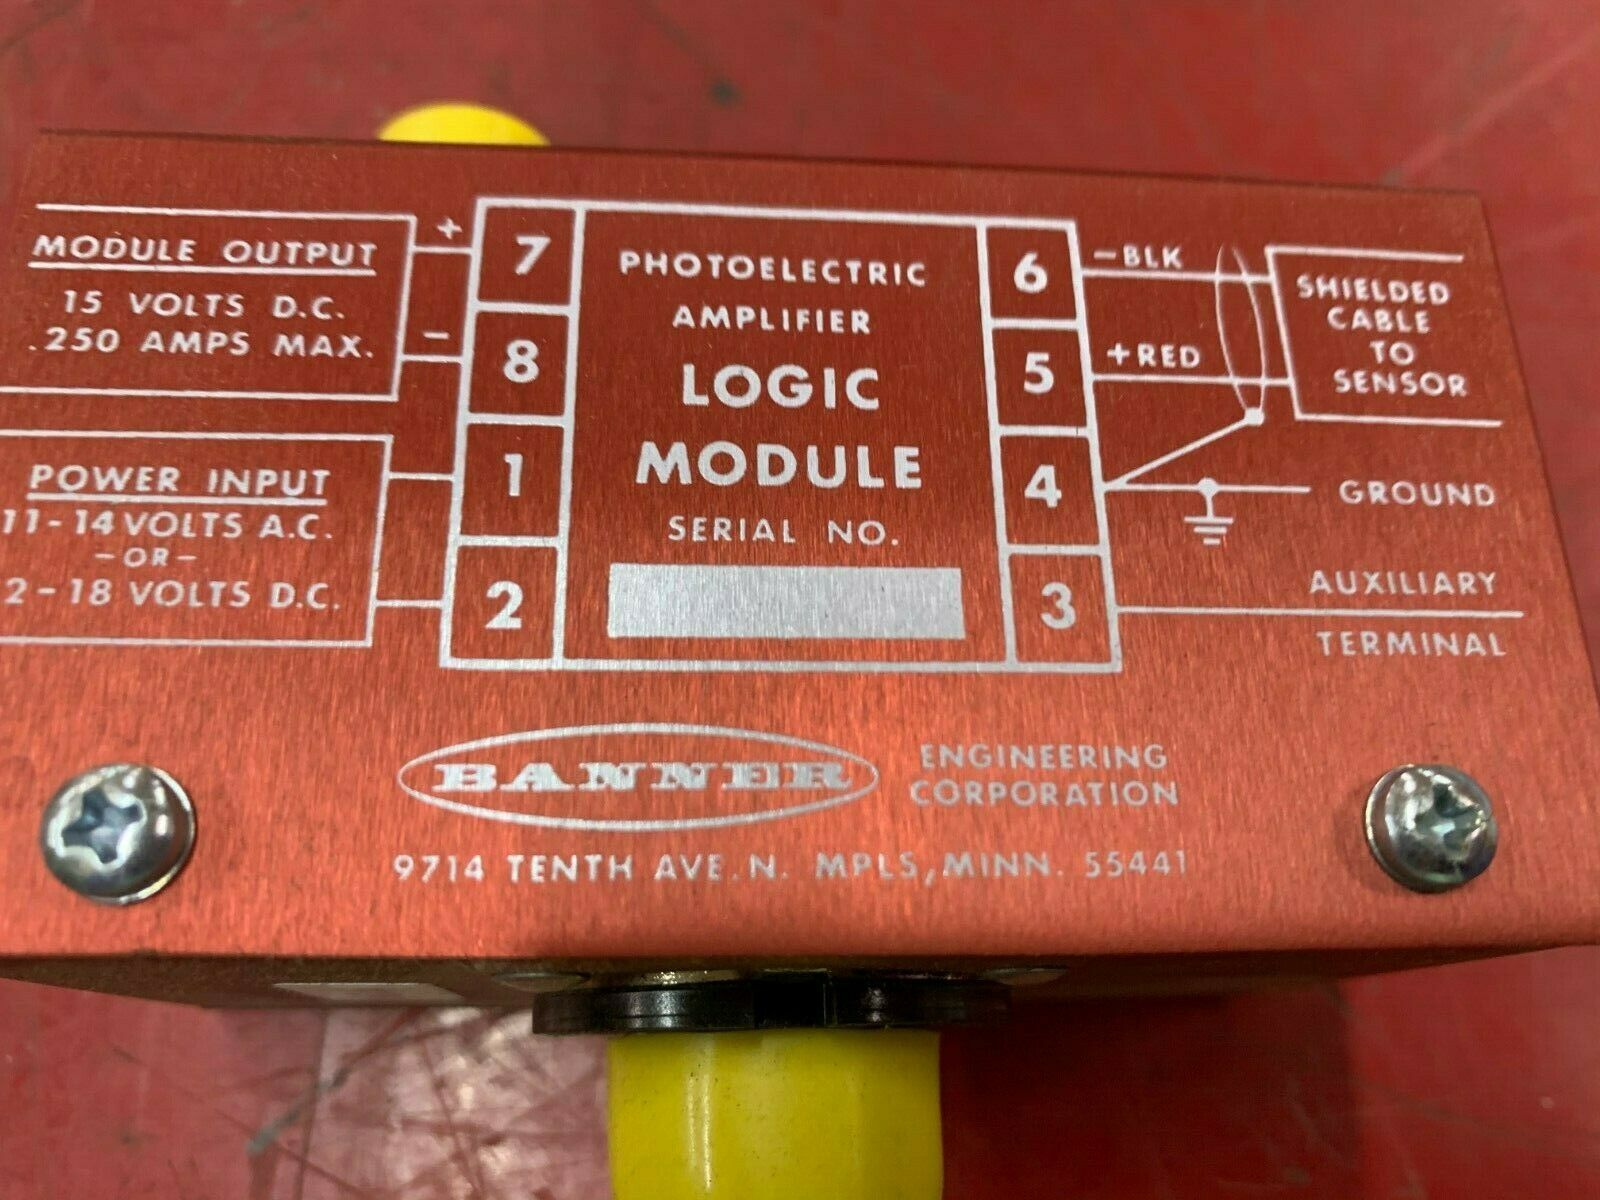 MODULE OUTPUT
15 VOLTS D.C.
.250 AMPS MAX.
+
-
POWER INPUT
11-14 VOLTS A.C.
-OR-
2-18 VOLTS D.C.
7
8
1
2
PHOTOELECTRIC
AMPLIFIER
LOGIC
MODULE
SERIAL NO.
6
5
4
3
-BLK
+RED
SHIELDED
CABLE
TO
SENSOR
GROUND
AUXILIARY
TERMINAL
BANNER
ENGINEERING
CORPORATION
9714 TENTH AVE. N. MPLS, MINN. 55441